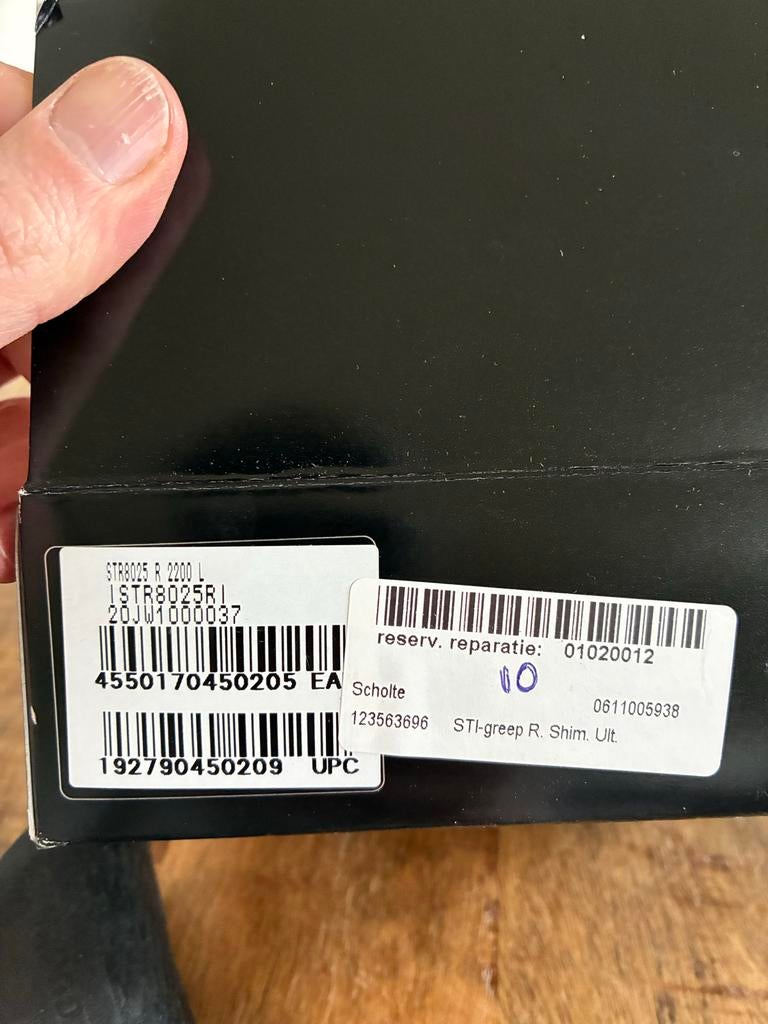 STR8025 R 2200 L
ISTR8025RI
20JW1000037
4550170450205 EA
192790450209 UPC
reserv. reparatie: 01020012
10
Scholte
0611005938
123563696 STI-greep R. Shim. Ult.